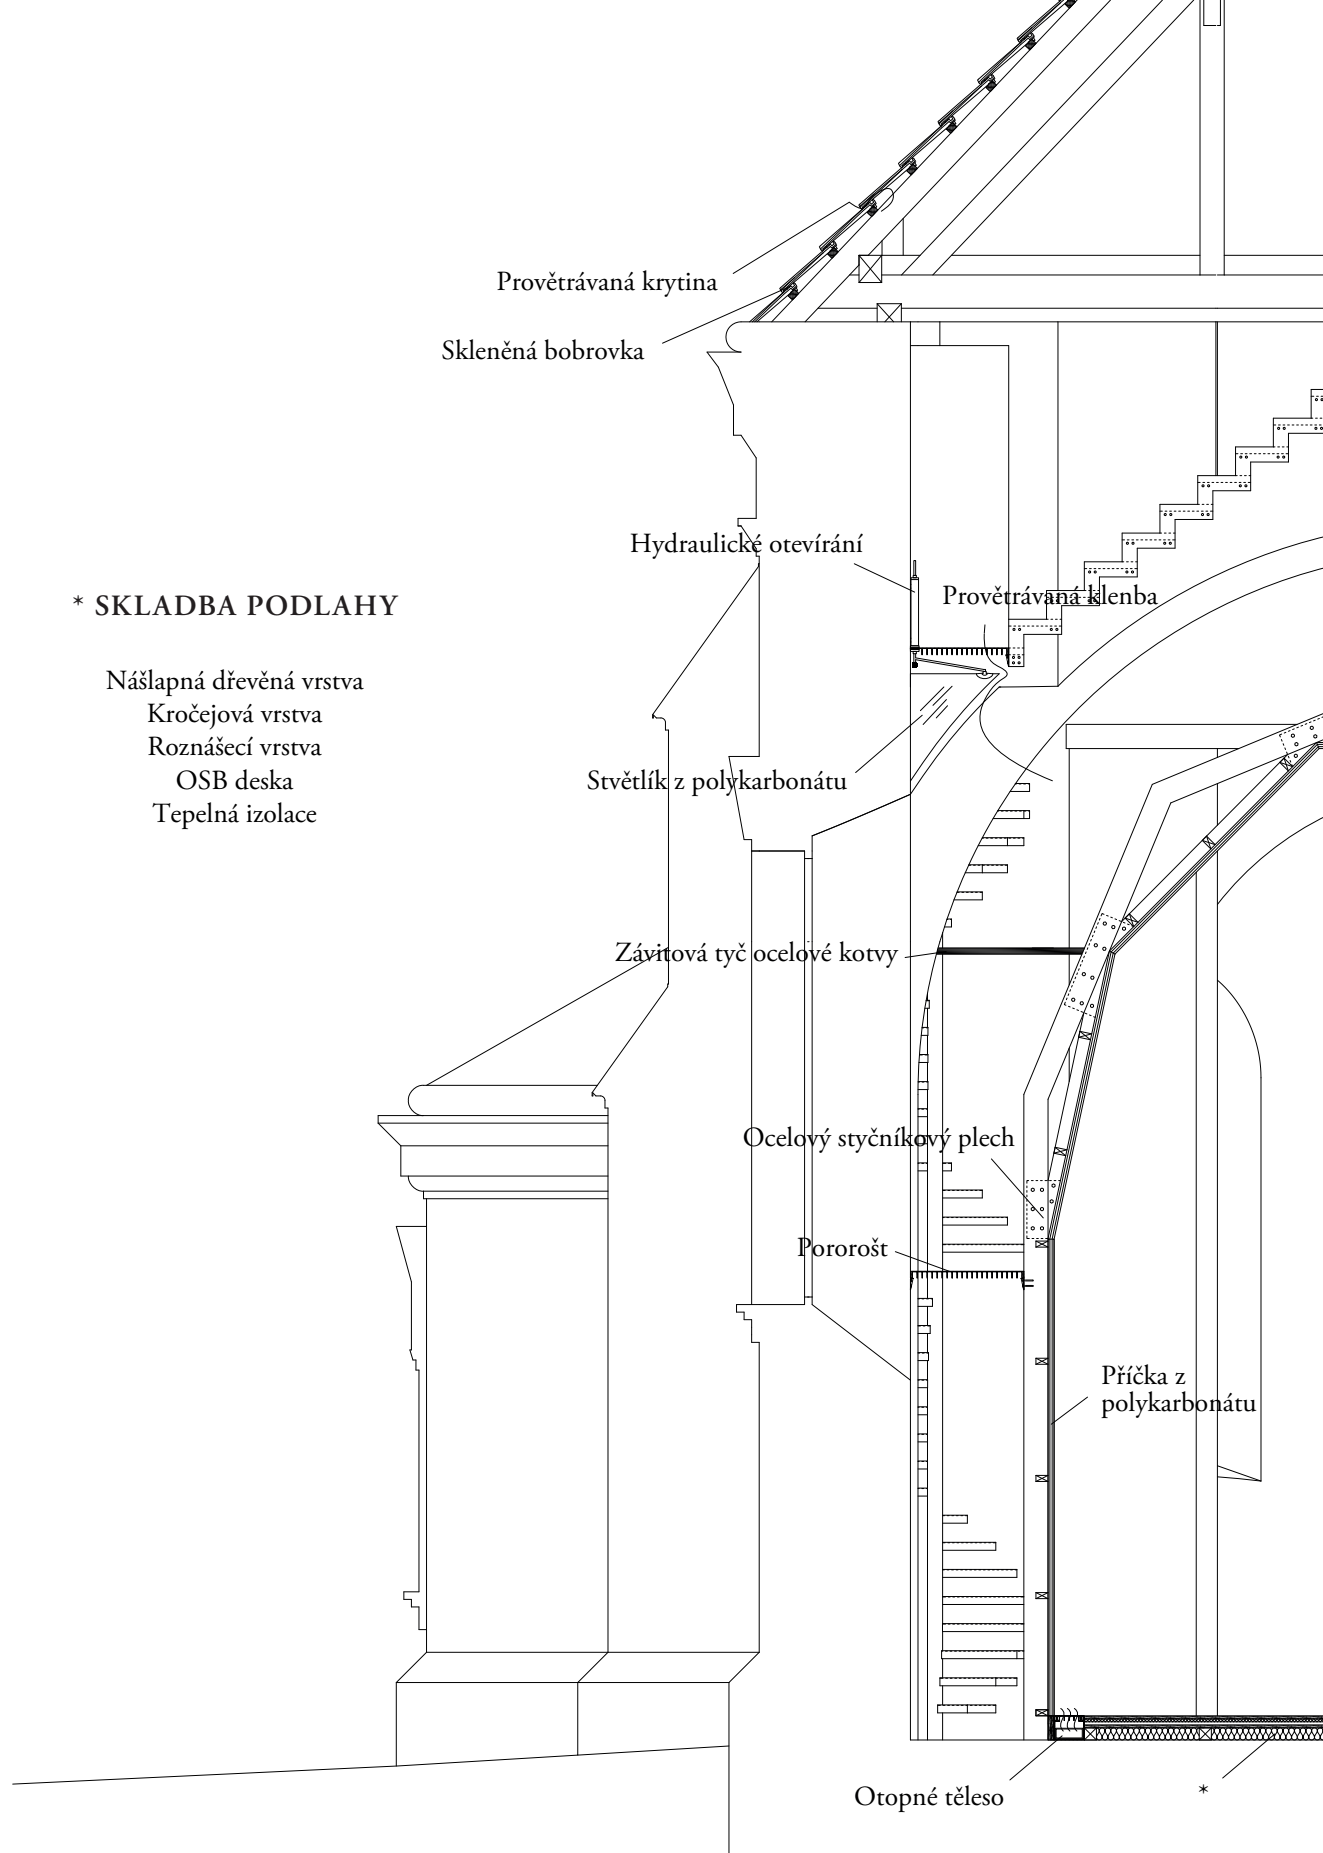 Provětrávaná krytina
Skleněná bobrovka
Hydraulické otevírání
Provětrávaná klenba
* SKLADBA PODLAHY
Nášlapná dřevěná vrstva
Kročejová vrstva
Roznášecí vrstva
OSB deska
Tepelná izolace
Stvětlík z polykarbonátu
Závitová tyč ocelové kotvy
Ocelový styčníkový plech
Pororošt
Příčka z
polykarbonátu
Otopné těleso
*